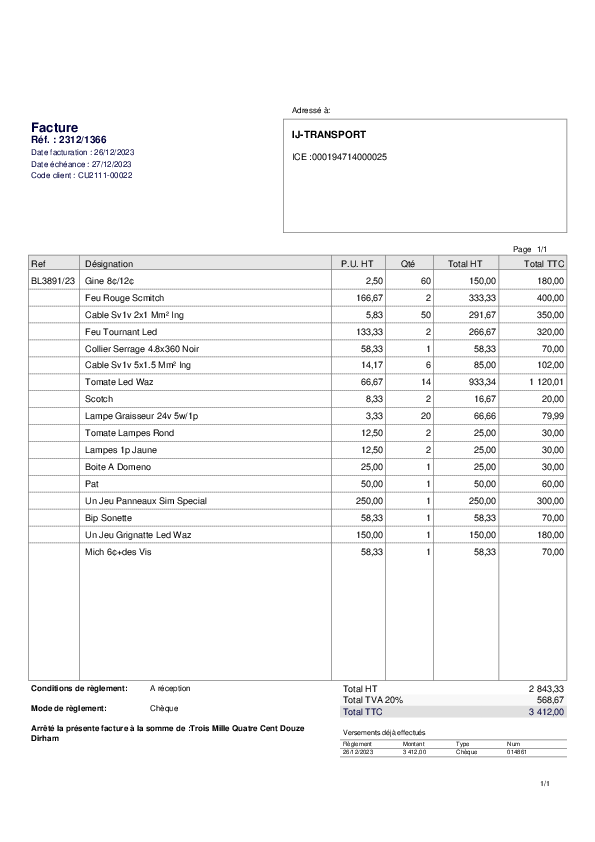 Adressé à:
Facture
Réf. : 2312/1366
Date facturation : 26/12/2023
Date échéance : 27/12/2023
Code client : CU2111-00022
IJ-TRANSPORT
ICE :000194714000025
Page 1/1
Ref Désignation P.U. HT Qté Total HT Total TTC
BL3891/23 Gine 8¢/12¢ 2,50 60 150,00 180,00
Feu Rouge Scmitch 166,67 2 333,33 400,00
Cable Sv1v 2x1 Mm² Ing 5,83 50 291,67 350,00
Feu Tournant Led 133,33 2 266,67 320,00
Collier Serrage 4.8x360 Noir 58,33 1 58,33 70,00
Cable Sv1v 5x1.5 Mm² Ing 14,17 6 85,00 102,00
Tomate Led Waz 66,67 14 933,34 1 120,01
Scotch 8,33 2 16,67 20,00
Lampe Graisseur 24v 5w/1p 3,33 20 66,66 79,99
Tomate Lampes Rond 12,50 2 25,00 30,00
Lampes 1p Jaune 12,50 2 25,00 30,00
Boite A Domeno 25,00 1 25,00 30,00
Pat 50,00 1 50,00 60,00
Un Jeu Panneaux Sim Special 250,00 1 250,00 300,00
Bip Sonette 58,33 1 58,33 70,00
Un Jeu Grignatte Led Waz 150,00 1 150,00 180,00
Mich 6¢+des Vis 58,33 1 58,33 70,00
Conditions de règlement: A réception
Mode de règlement: Chèque
Arrêté la présente facture à la somme de :Trois Mille Quatre Cent Douze
Dirham
Total HT 2 843,33
Total TVA 20% 568,67
Total TTC 3 412,00
Versements déjà effectués
Règlement Montant Type Num
26/12/2023 3 412,00 Chèque 014861
1/1